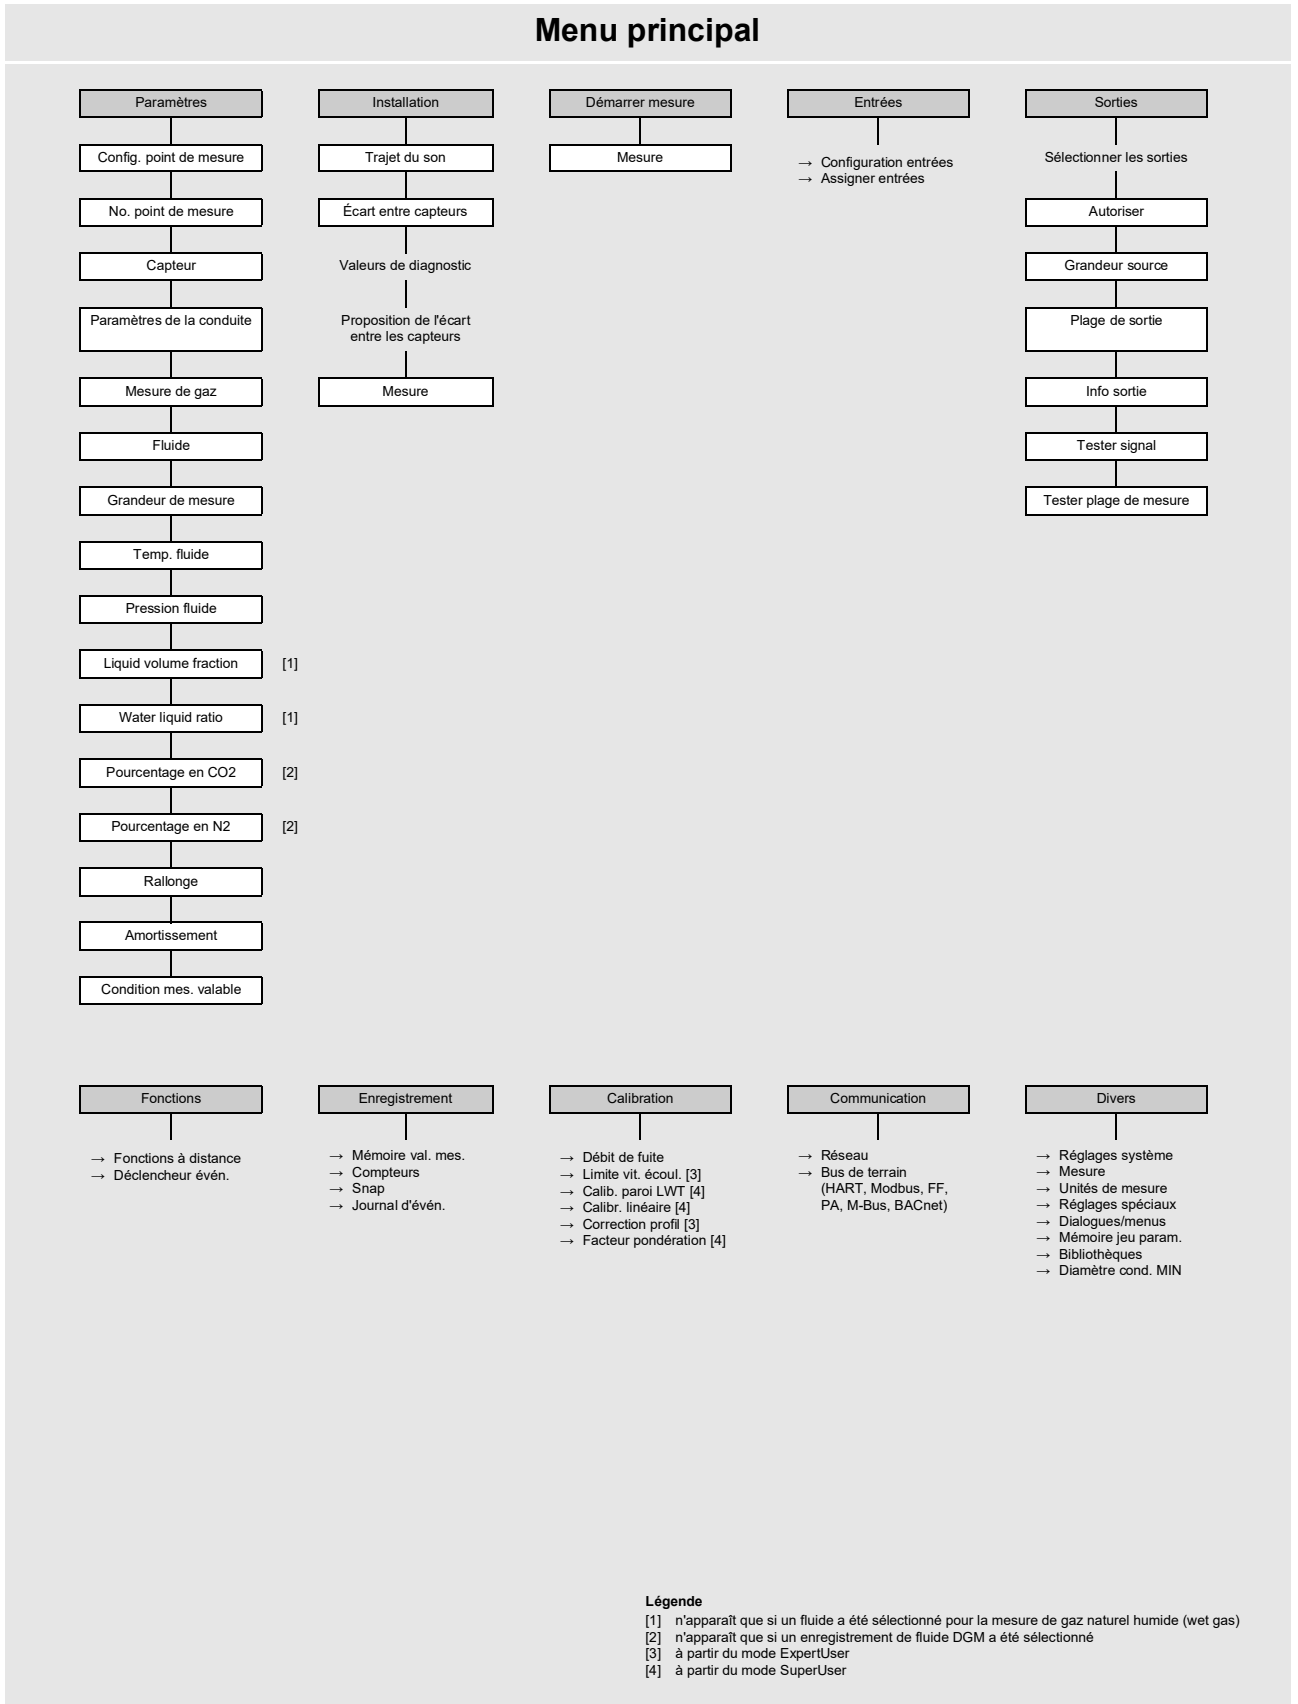 Menu principal
Paramètres
Config. point de mesure
No. point de mesure
Capteur
Paramètres de la conduite
Mesure de gaz
Fluide
Grandeur de mesure
Temp. fluide
Pression fluide
Liquid volume fraction [1]
Water liquid ratio [1]
Pourcentage en CO2 [2]
Pourcentage en N2 [2]
Rallonge
Amortissement
Condition mes. valable
Installation
Trajet du son
Écart entre capteurs
Valeurs de diagnostic
Proposition de l'écart
entre les capteurs
Mesure
Démarrer mesure
Mesure
Entrées
→ Configuration entrées
→ Assigner entrées
Sorties
Sélectionner les sorties
Autoriser
Grandeur source
Plage de sortie
Info sortie
Tester signal
Tester plage de mesure
Fonctions
→ Fonctions à distance
→ Déclencheur évén.
Enregistrement
→ Mémoire val. mes.
→ Compteurs
→ Snap
→ Journal d'évén.
Calibration
→ Débit de fuite
→ Limite vit. écoul. [3]
→ Calib. paroi LWT [4]
→ Calibr. linéaire [4]
→ Correction profil [3]
→ Facteur pondération [4]
Communication
→ Réseau
→ Bus de terrain
(HART, Modbus, FF,
PA, M-Bus, BACnet)
Divers
→ Réglages système
→ Mesure
→ Unités de mesure
→ Réglages spéciaux
→ Dialogues/menus
→ Mémoire jeu param.
→ Bibliothèques
→ Diamètre cond. MIN
Légende
[1] n'apparaît que si un fluide a été sélectionné pour la mesure de gaz naturel humide (wet gas)
[2] n'apparaît que si un enregistrement de fluide DGM a été sélectionné
[3] à partir du mode ExpertUser
[4] à partir du mode SuperUser